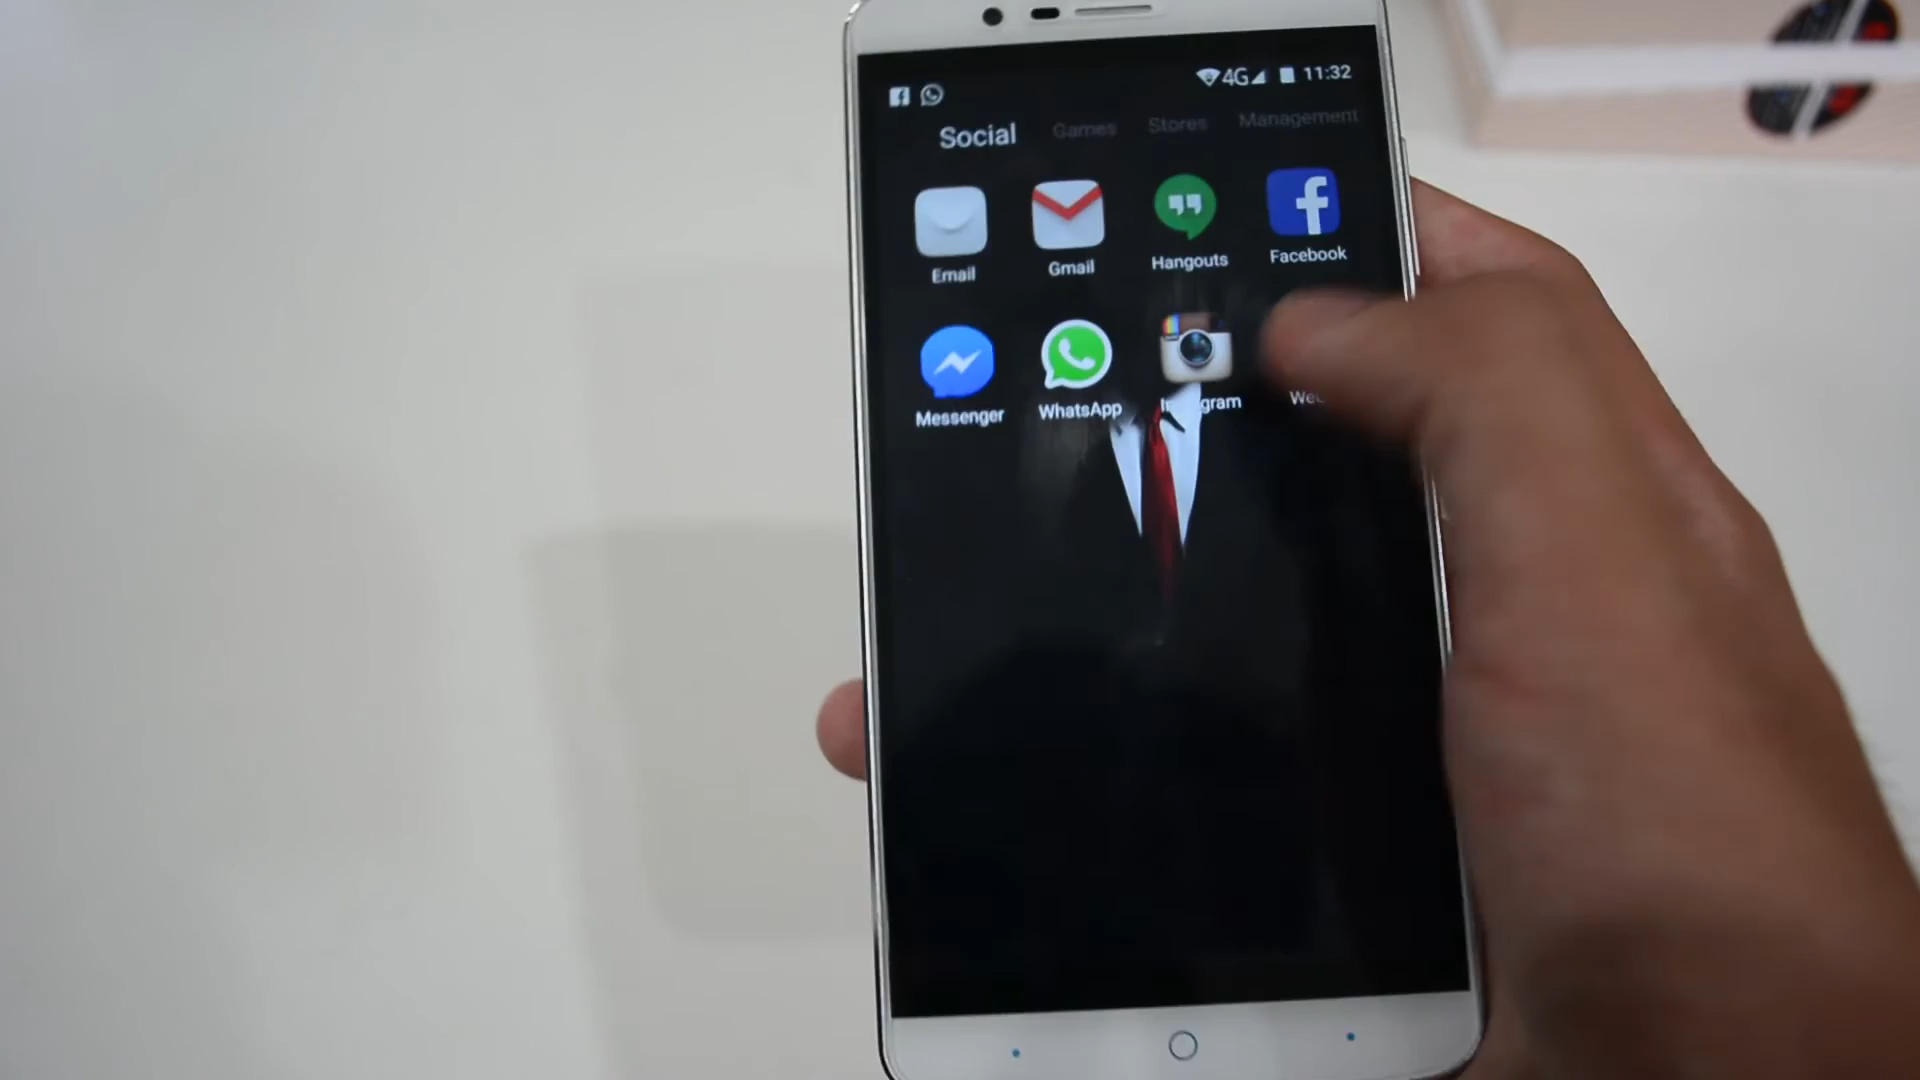 4G 11:32
Social Games Stores Management
Email Gmail Hangouts Facebook
Messenger WhatsApp Instagram